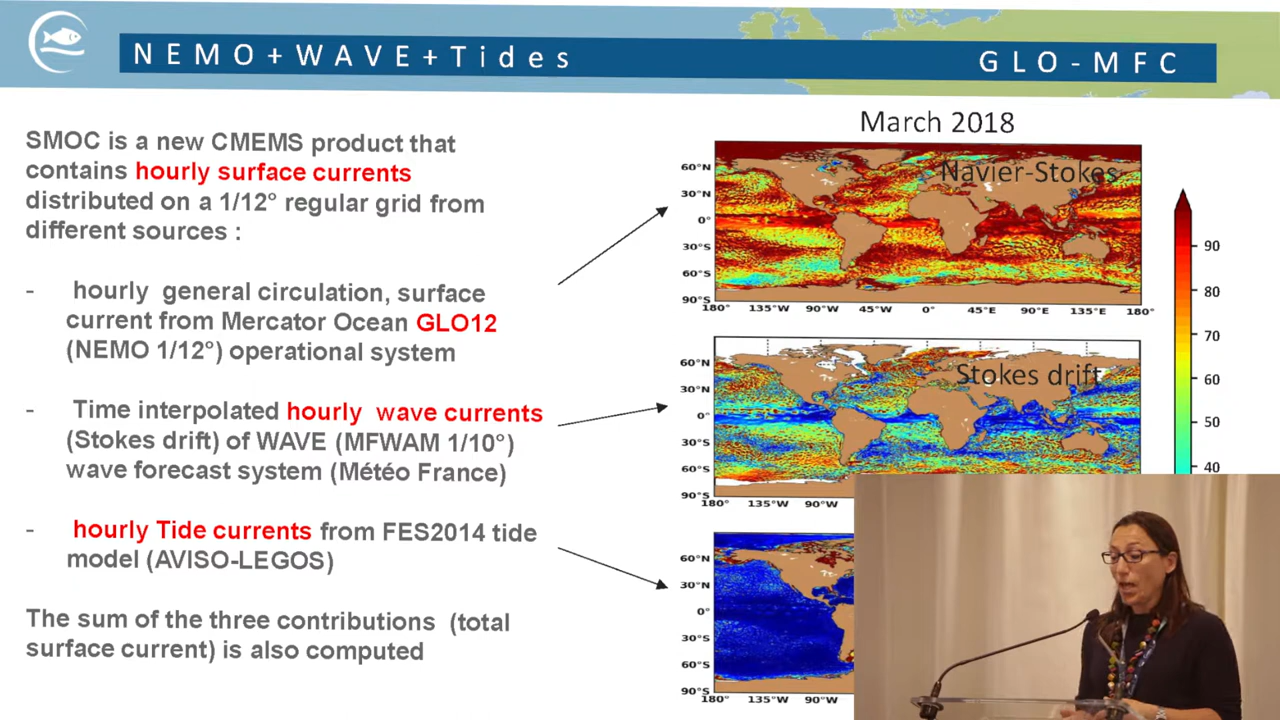 NEMO+WAVE+Tides
GLO-MFC
SMOC is a new CMEMS product that
contains hourly surface currents
distributed on a 1/12° regular grid from
different sources :
- hourly general circulation, surface
current from Mercator Ocean GLO12
(NEMO 1/12°) operational system
- Time interpolated hourly wave currents
(Stokes drift) of WAVE (MFWAM 1/10°)
wave forecast system (Météo France)
- hourly Tide currents from FES2014 tide
model (AVISO-LEGOS)
The sum of the three contributions (total
surface current) is also computed
March 2018
Navier-Stokes
60°N
30°N
0°
30°S
60°S
90°S
180° 135°W 90°W 45°W 0° 45°E 90°E 135°E 180°
Stokes drift
60°N
30°N
0°
30°S
60°S
90°S
180° 135°W 90°W
60°N
30°N
0°
30°S
60°S
90°S
180° 135°W 90°W
90
80
70
60
50
40